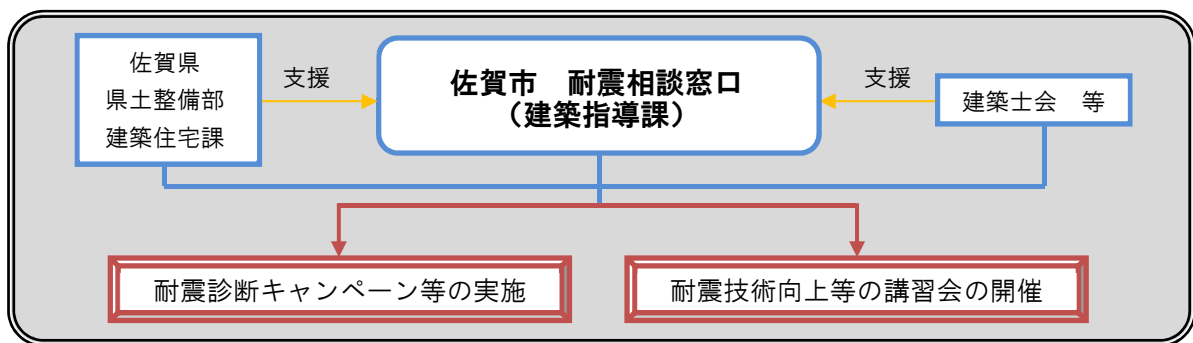 佐賀県
県土整備部
建築住宅課
支援
佐賀市　耐震相談窓口
（建築指導課）
支援
建築士会　等
耐震診断キャンペーン等の実施
耐震技術向上等の講習会の開催